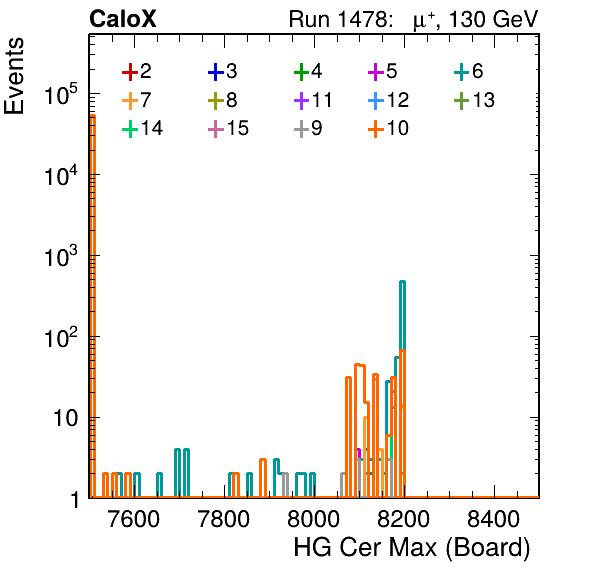 CaloX Run 1478: μ⁺, 130 GeV
Events
2 3 4 5 6
7 8 11 12 13
14 15 9 10
10⁵
10⁴
10³
10²
10
1
7600 7800 8000 8200 8400
HG Cer Max (Board)